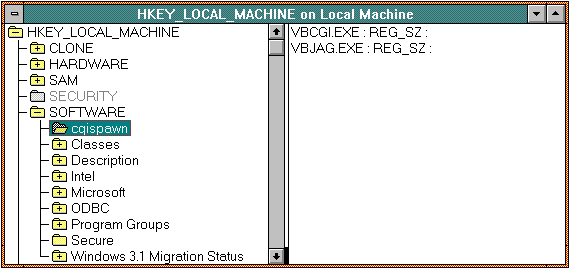 HKEY_LOCAL_MACHINE on Local Machine
HKEY_LOCAL_MACHINE
CLONE
HARDWARE
SAM
SECURITY
SOFTWARE
cgispawn
Classes
Description
Intel
Microsoft
ODBC
Program Groups
Secure
Windows 3.1 Migration Status
VBCGI.EXE : REG_SZ :
VBJAG.EXE : REG_SZ :